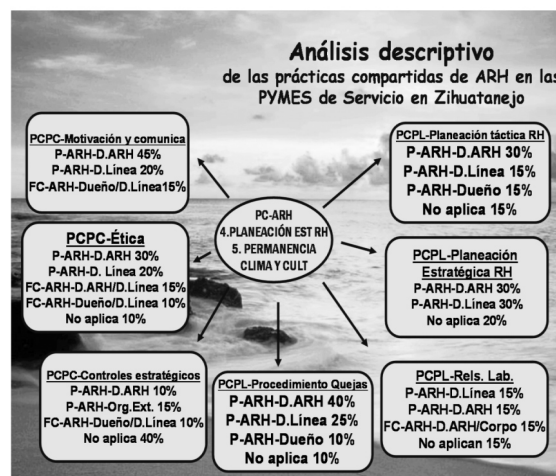 Análisis descriptivo
de las prácticas compartidas de ARH en las
PYMES de Servicio en Zihuatanejo
PCPC-Motivación y comunica
P-ARH-D.ARH 45%
P-ARH-D.Línea 20%
FC-ARH-Dueño/D.Línea15%
PCPL-Planeación táctica RH
P-ARH-D.ARH 30%
P-ARH-D.Línea 15%
P-ARH-Dueño 15%
No aplica 15%
PC-ARH
4.PLANEACIÓN EST RH
5. PERMANENCIA
CLIMA Y CULT
PCPC-Ética
P-ARH-D.ARH 30%
P-ARH-D. Línea 20%
FC-ARH-D.ARH/D.Línea 15%
FC-ARH-Dueño/D.Línea 10%
No aplica 10%
PCPL-Planeación
Estratégica RH
P-ARH-D.ARH 30%
P-ARH-D.Línea 30%
No aplica 20%
PCPC-Controles estratégicos
P-ARH-D.ARH 10%
P-ARH-Org.Ext. 15%
FC-ARH-Dueño/D.Línea 10%
No aplica 40%
PCPL-Procedimiento Quejas
P-ARH-D.ARH 40%
P-ARH-D.Línea 25%
P-ARH-Dueño 10%
No aplica 10%
PCPL-Rels. Lab.
P-ARH-D.Línea 15%
P-ARH-D.ARH 15%
FC-ARH-D.ARH/Corpo 15%
No aplican 15%